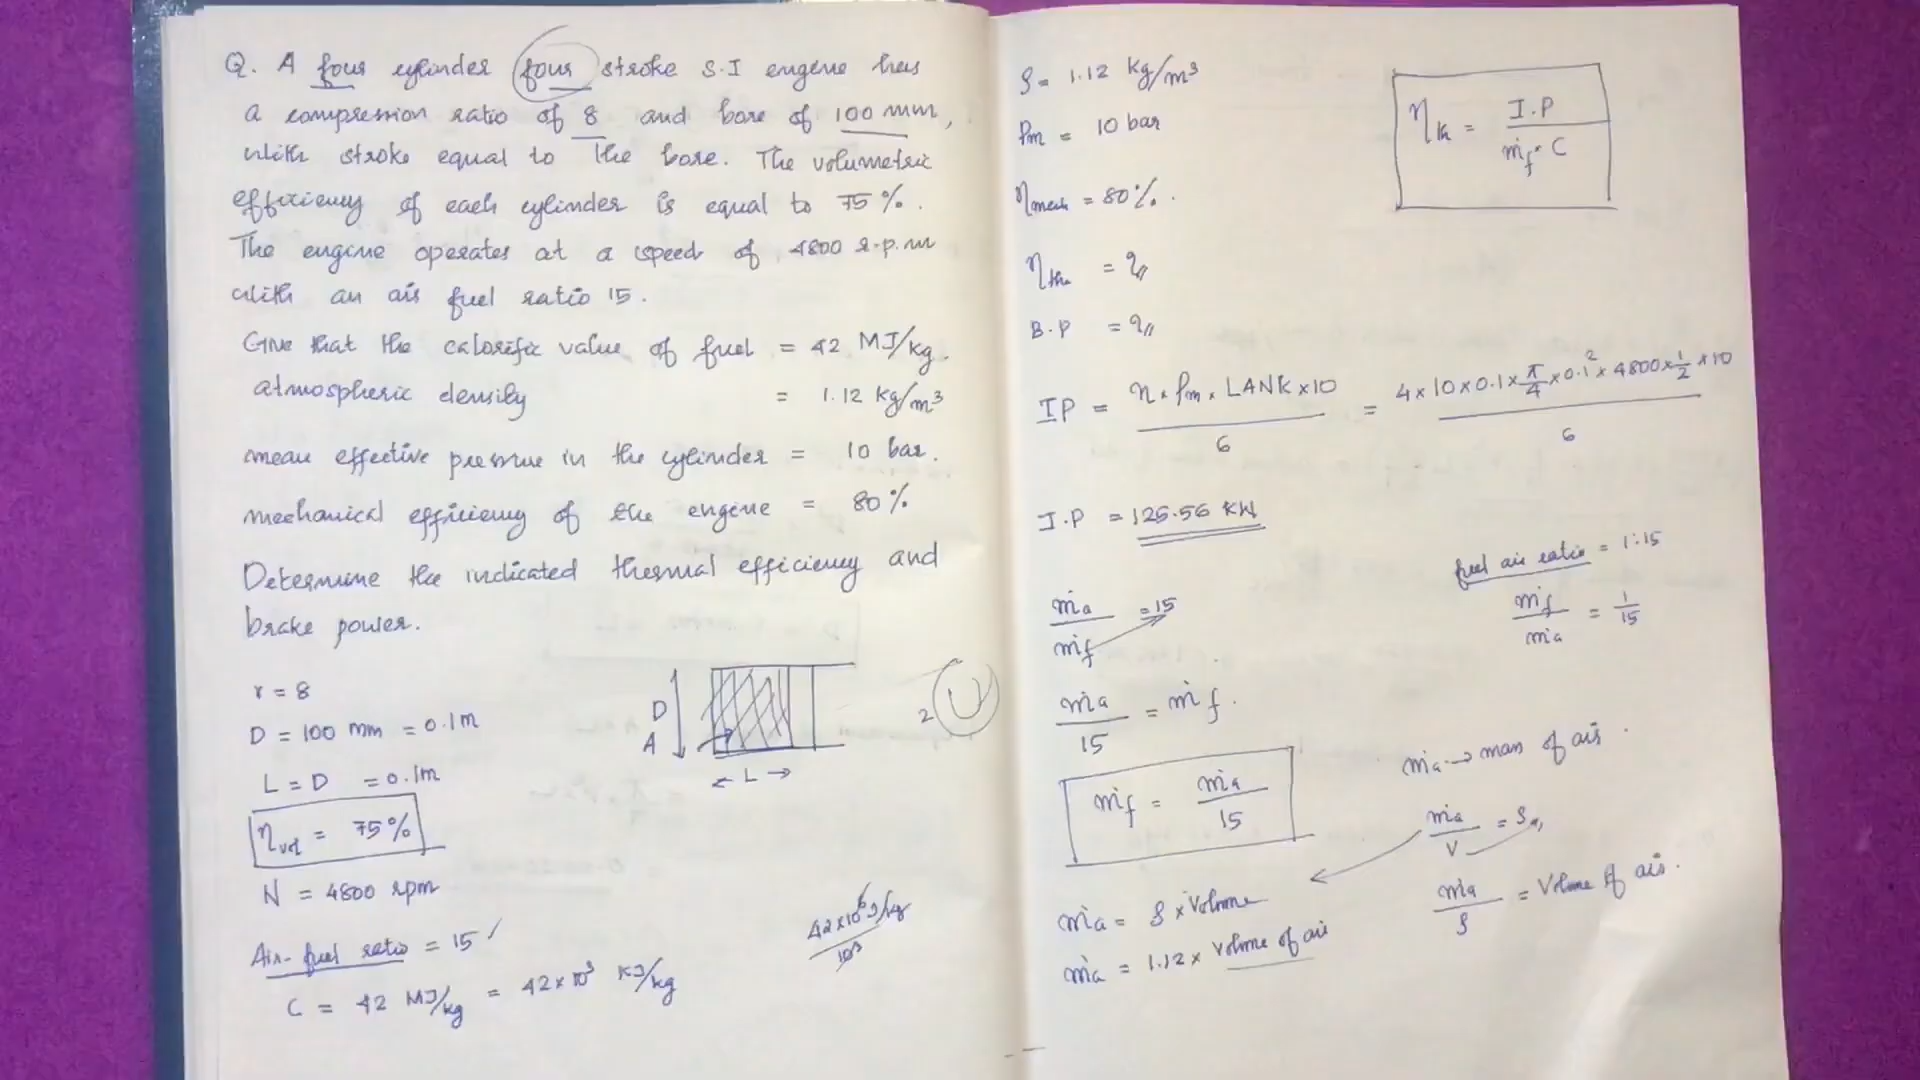 Q. A four cylinder four stroke S.I engine has
a compression ratio of 8 and bore of 100 mm,
with stroke equal to the bore. The volumetric
efficiency of each cylinder is equal to 75%.
The engine operates at a speed of 4800 r.p.m
with an air fuel ratio 15.
Give that the calorific value of fuel = 42 MJ/kg.
atmospheric density = 1.12 kg/m³
mean effective pressure in the cylinder = 10 bar.
mechanical efficiency of the engine = 80%
Determine the indicated thermal efficiency and
brake power.
r = 8
D = 100 mm = 0.1m
L = D = 0.1m
η vol = 75%
N = 4800 rpm
Air-fuel ratio = 15 ✓
C = 42 MJ/kg = 42×10³ KJ/kg
D
A
← L →
2
42×10⁶J/kg
10³
ρ = 1.12 kg/m³
Pm = 10 bar
η mech = 80%.
η the = ?
B.P = ?
IP = n × Pm × LANK×10 / 6 = 4×10×0.1×π/4×0.1²×4800×1/2×10 / 6
I.P = 125.56 KW
ηth = I.P / ṁf × C
ṁa / ṁf = 15
ṁa / 15 = ṁf.
ṁf = ṁa / 15
ṁa = ρ × Volume
ṁa = 1.12 × Volume of air
fuel air ratio = 1:15
ṁf / ṁa = 1/15
ṁa → mass of air.
ṁa / V = ρa,
ṁa / ρ = Volume of air.